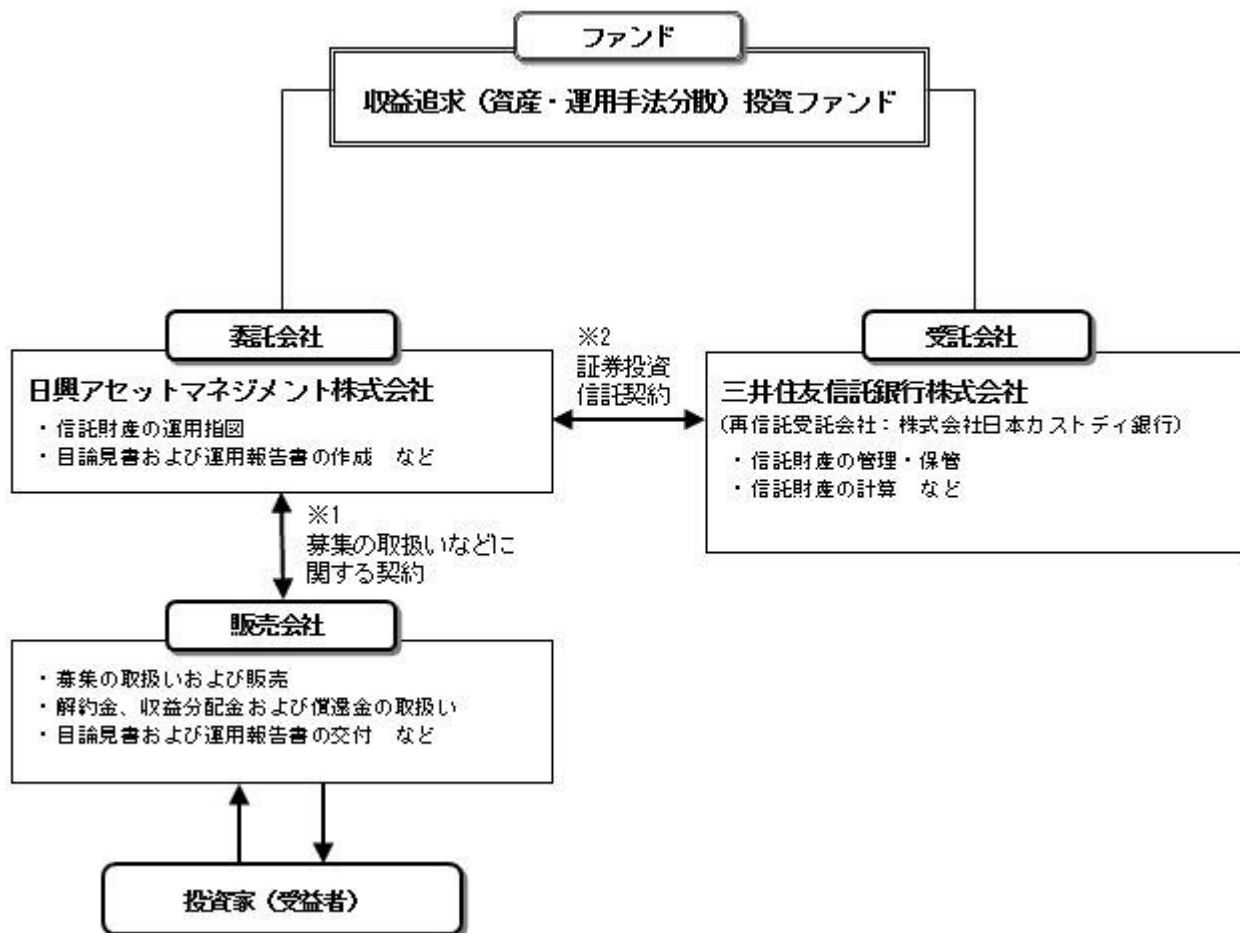 ファンド
収益追求（資産・運用手法分散）投資ファンド
委託会社
日興アセットマネジメント株式会社
・信託財産の運用指図
・目論見書および運用報告書の作成　など
※2
証券投資
信託契約
受託会社
三井住友信託銀行株式会社
（再信託受託会社：株式会社日本カストディ銀行）
・信託財産の管理・保管
・信託財産の計算　など
※1
募集の取扱いなどに
関する契約
販売会社
・募集の取扱いおよび販売
・解約金、収益分配金および償還金の取扱い
・目論見書および運用報告書の交付　など
投資家（受益者）